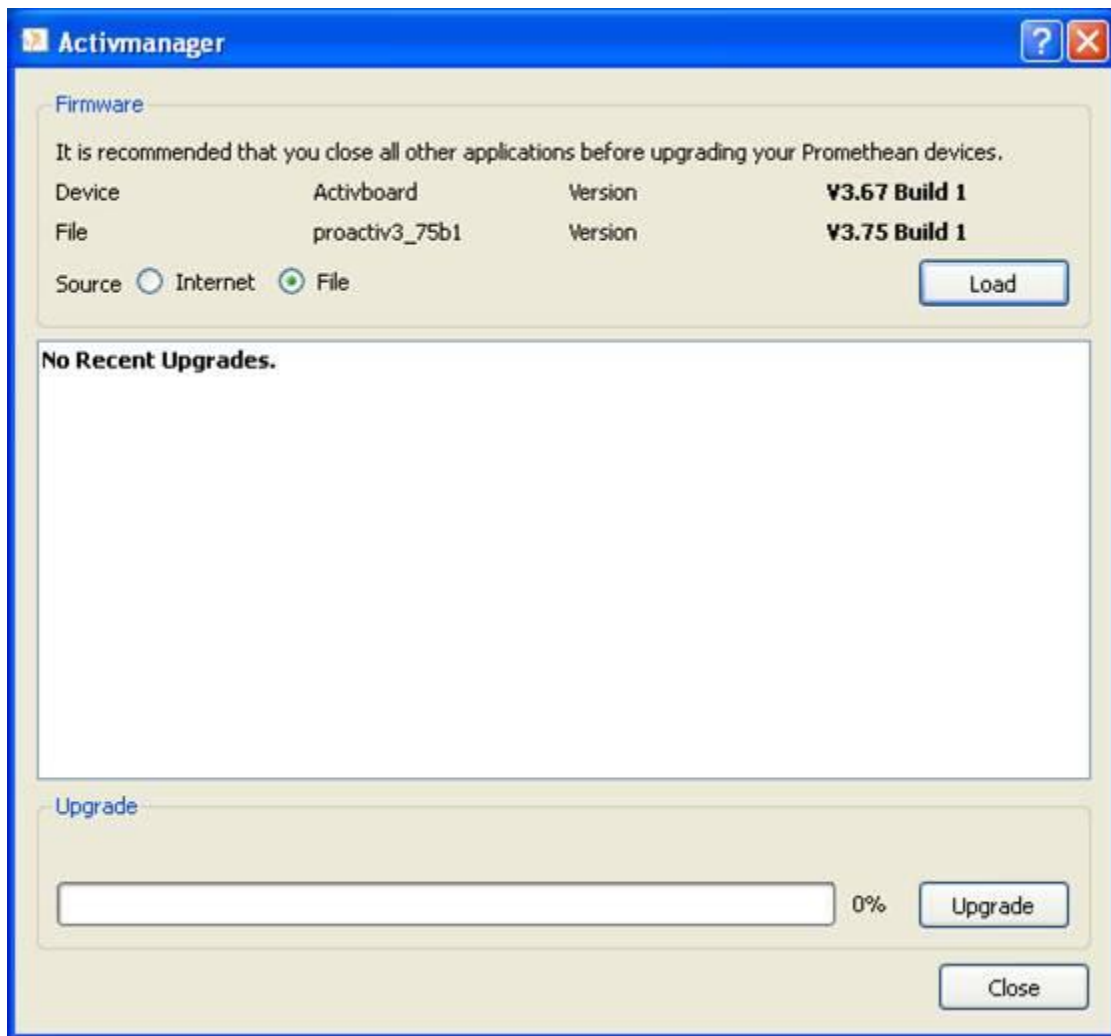 Activmanager
Firmware
It is recommended that you close all other applications before upgrading your Promethean devices.
Device Activboard Version V3.67 Build 1
File proactiv3_75b1 Version V3.75 Build 1
Source Internet File Load
No Recent Upgrades.
Upgrade
0% Upgrade
Close